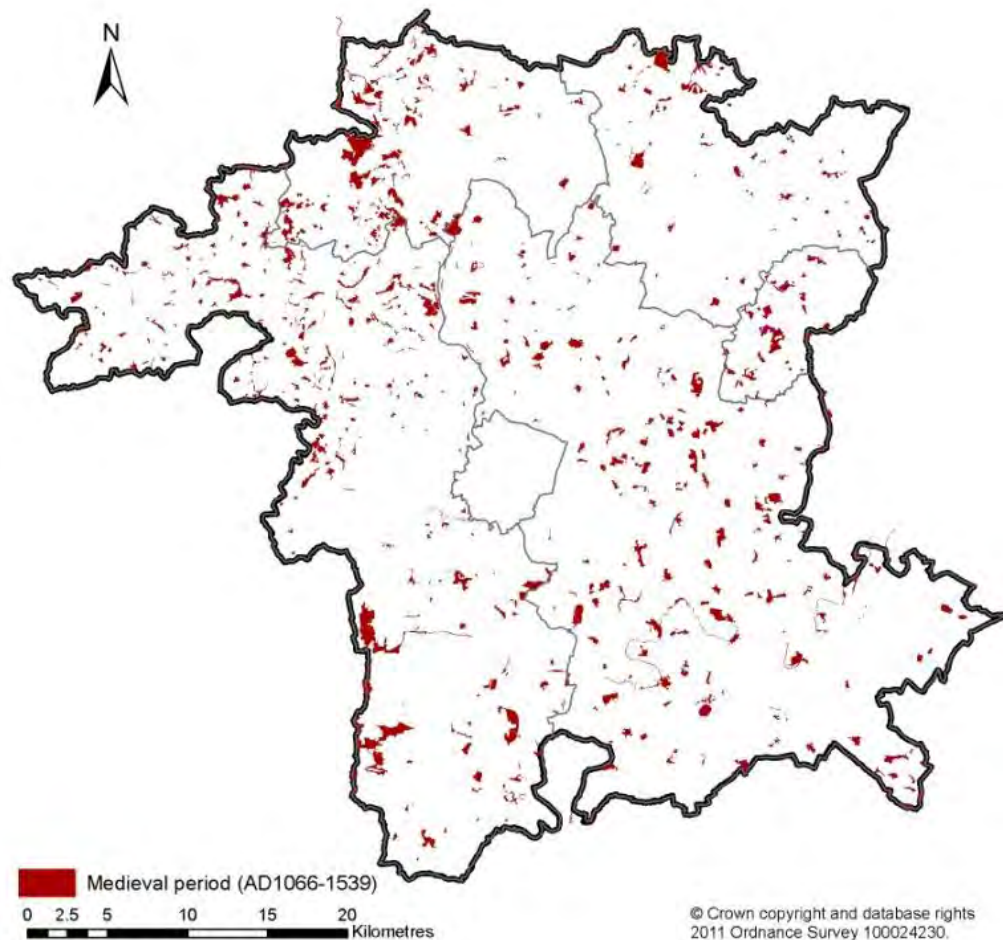 N
Medieval period (AD1066-1539)
0 2.5 5 10 15 20
Kilometres
© Crown copyright and database rights
2011 Ordnance Survey 100024230.